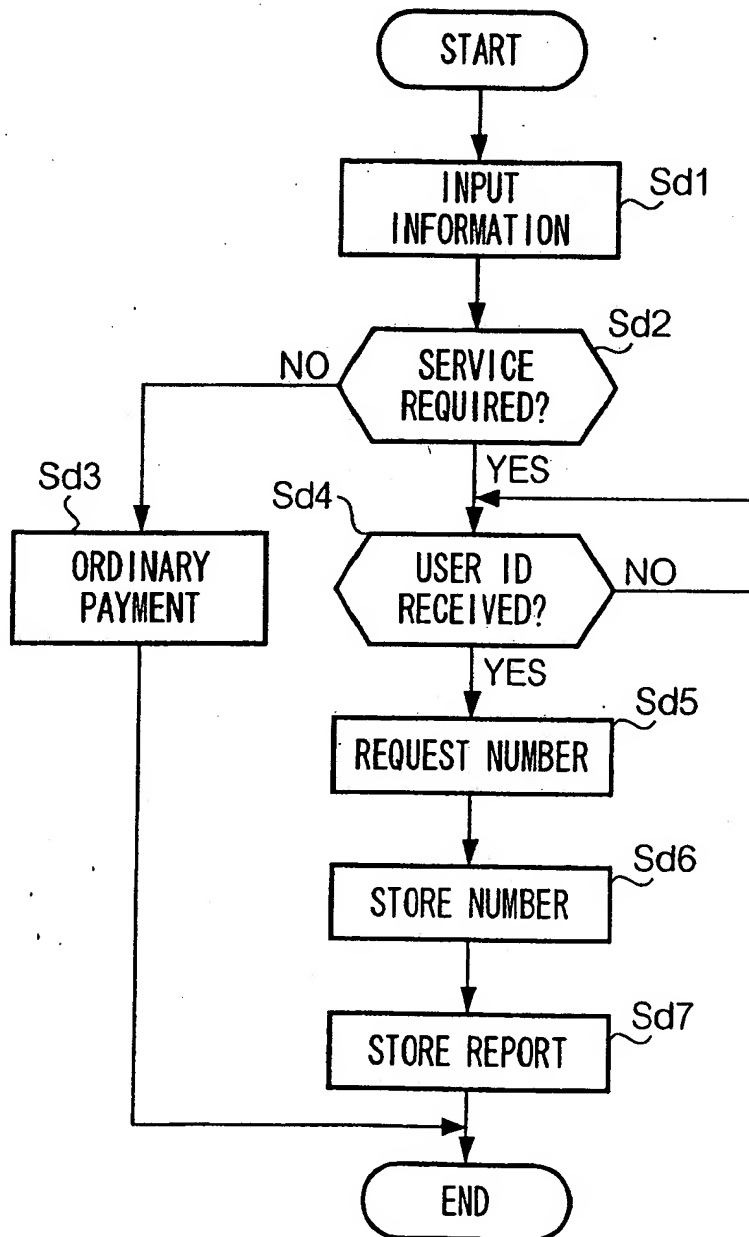 START
INPUT
INFORMATION
Sd1
Sd2
NO
SERVICE
REQUIRED?
YES
Sd3
Sd4
ORDINARY
PAYMENT
USER ID
RECEIVED?
NO
YES
Sd5
REQUEST NUMBER
Sd6
STORE NUMBER
Sd7
STORE REPORT
END